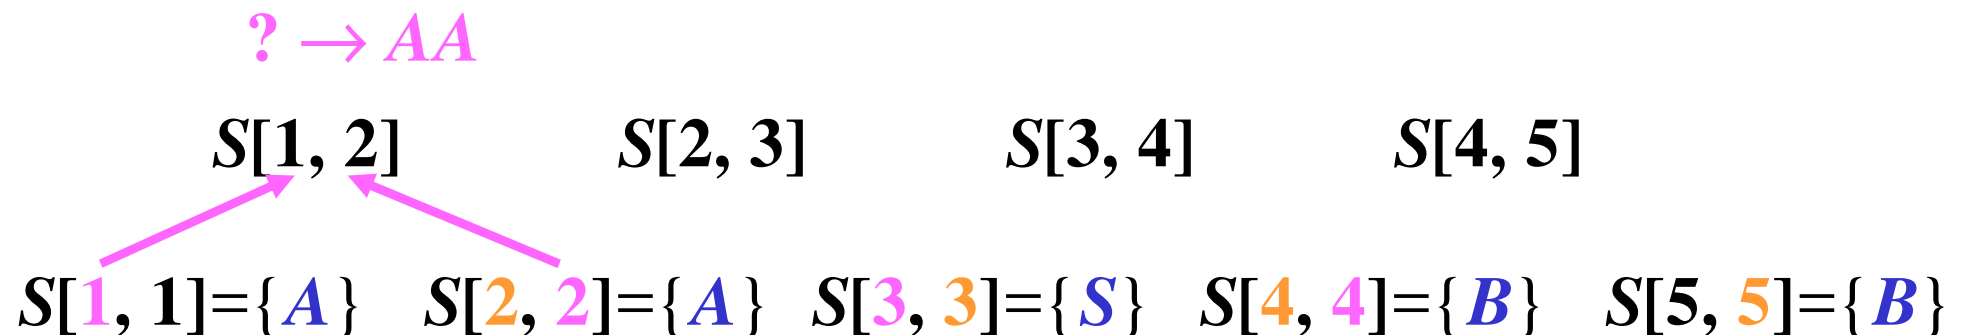 ? → AA
S[1, 2] S[2, 3] S[3, 4] S[4, 5]
S[1, 1]={A} S[2, 2]={A} S[3, 3]={S} S[4, 4]={B} S[5, 5]={B}